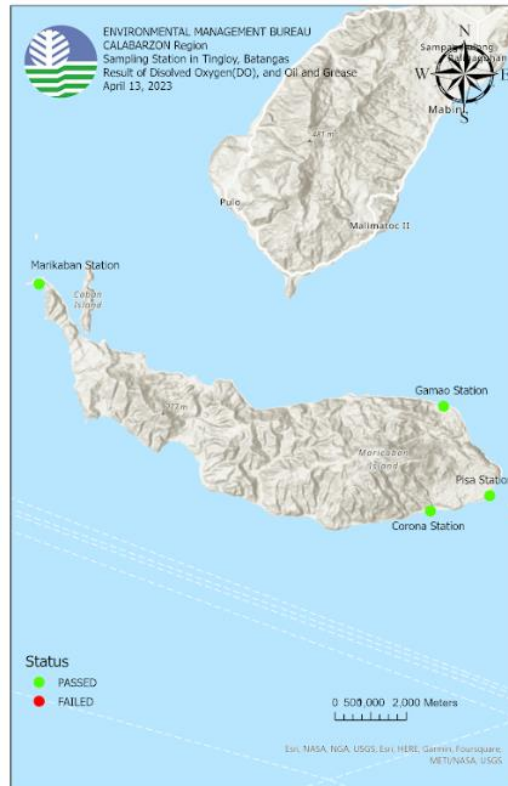 ENVIRONMENTAL MANAGEMENT BUREAU
CALABARZON Region
Sampling Station in Tingloy, Batangas
Result of Disolved Oxygen(DO), and Oil and Grease
April 13, 2023
N
W
E
S
Mabini
481 m
Pulo
Malimatoc II
Marikaban Station
Caban
Island
Gamao Station
Maricaban
Island
Pisa Station
Corona Station
Status
PASSED
FAILED
0 500 1,000 2,000 Meters
Esri, NASA, NGA, USGS, Esri, HERE, Garmin, Foursquare,
METI/NASA, USGS